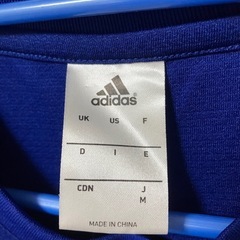 adidas
UK US F
D I E
CDN J
M
MADE IN CHINA